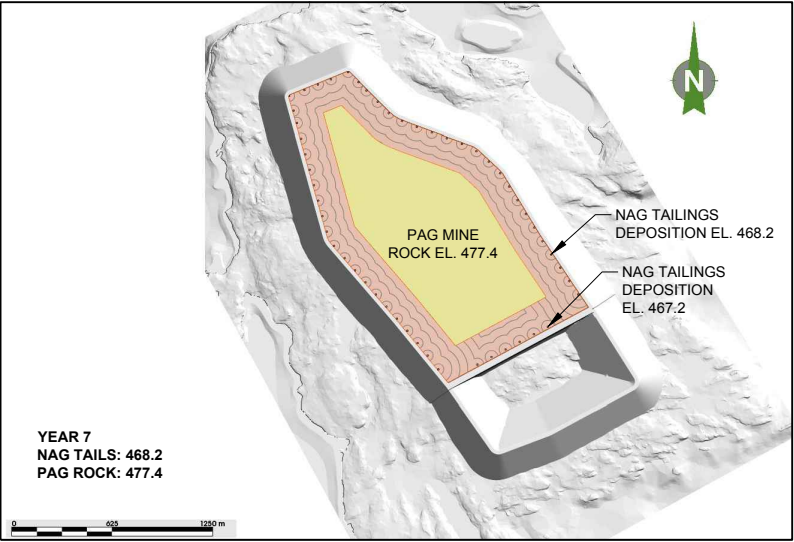 N
NAG TAILINGS
DEPOSITION EL. 468.2
PAG MINE
ROCK EL. 477.4
NAG TAILINGS
DEPOSITION
EL. 467.2
YEAR 7
NAG TAILS: 468.2
PAG ROCK: 477.4
0 625 1250 m